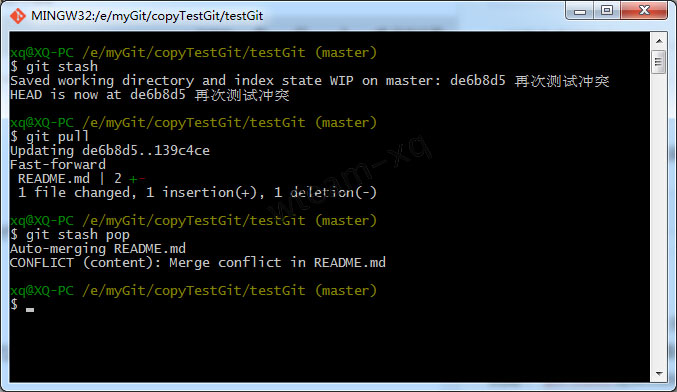 MINGW32:/e/myGit/copyTestGit/testGit
xq@XQ-PC /e/myGit/copyTestGit/testGit (master)
$ git stash
Saved working directory and index state WIP on master: de6b8d5 再次测试冲突
HEAD is now at de6b8d5 再次测试冲突
xq@XQ-PC /e/myGit/copyTestGit/testGit (master)
$ git pull
Updating de6b8d5..139c4ce
Fast-forward
README.md | 2 +-
1 file changed, 1 insertion(+), 1 deletion(-)
xq@XQ-PC /e/myGit/copyTestGit/testGit (master)
$ git stash pop
Auto-merging README.md
CONFLICT (content): Merge conflict in README.md
xq@XQ-PC /e/myGit/copyTestGit/testGit (master)
$
wteam-xq